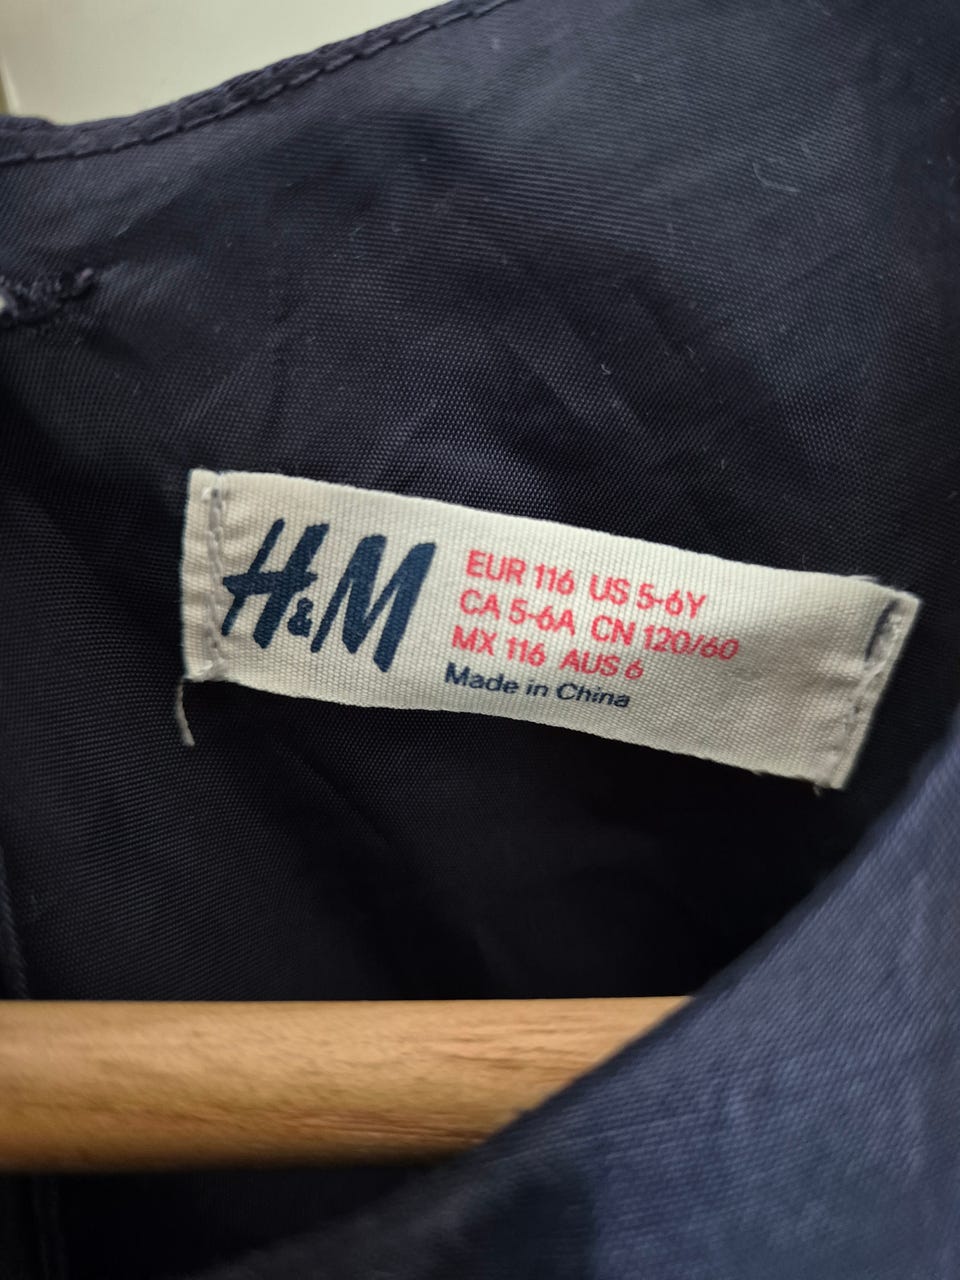 H&M
EUR 116 US 5-6Y
CA 5-6A CN 120/60
MX 116 AUS 6
Made in China